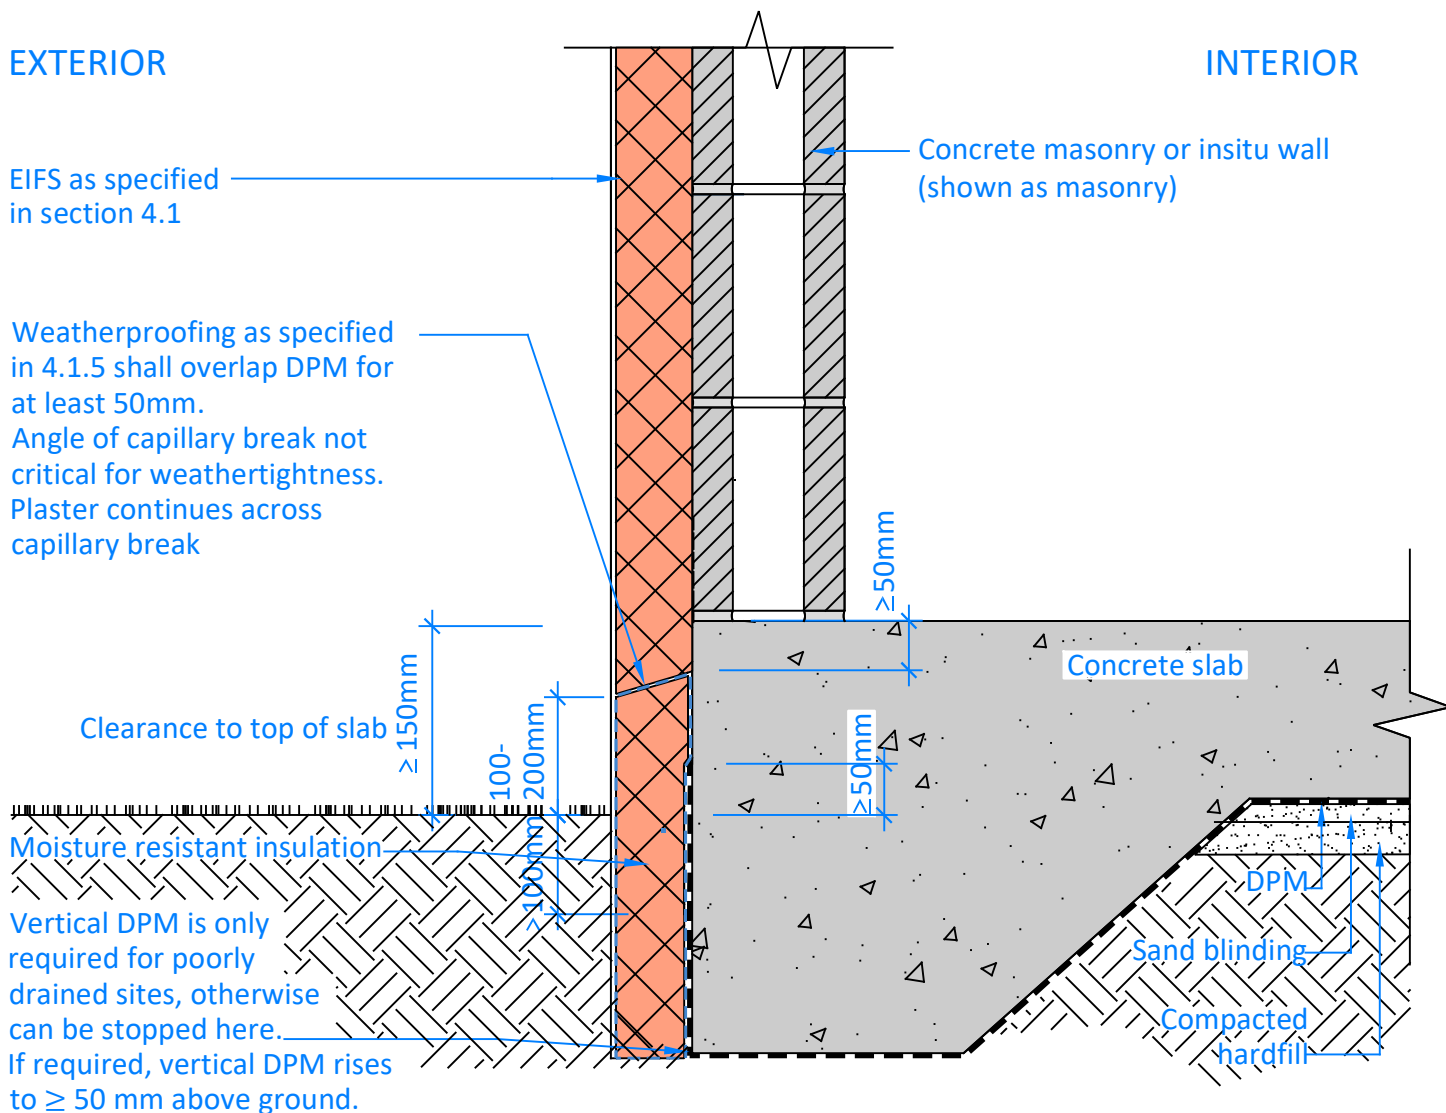 EXTERIOR
INTERIOR
EIFS as specified
in section 4.1
Concrete masonry or insitu wall
(shown as masonry)
Weatherproofing as specified
in 4.1.5 shall overlap DPM for
at least 50mm.
Angle of capillary break not
critical for weathertightness.
Plaster continues across
capillary break
≥50mm
Concrete slab
Clearance to top of slab
≥ 150mm
100-
200mm
≥50mm
>100mm
Moisture resistant insulation
Vertical DPM is only
required for poorly
drained sites, otherwise
can be stopped here.
If required, vertical DPM rises
to ≥ 50 mm above ground.
DPM
Sand blinding
Compacted
hardfill